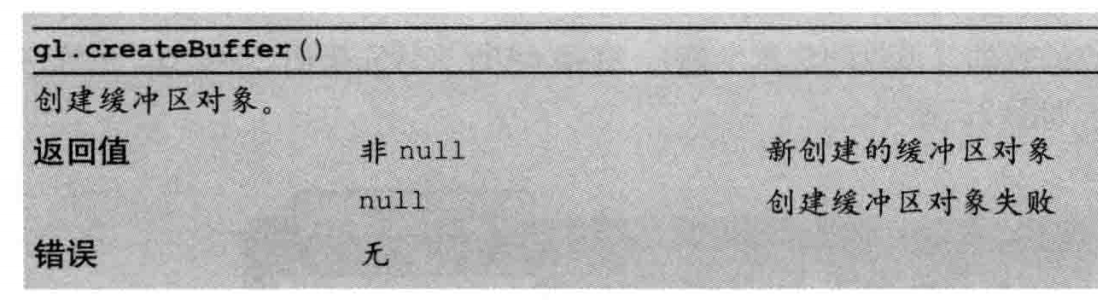 gl.createBuffer()
创建缓冲区对象。
返回值 非 null 新创建的缓冲区对象
null 创建缓冲区对象失败
错误 无